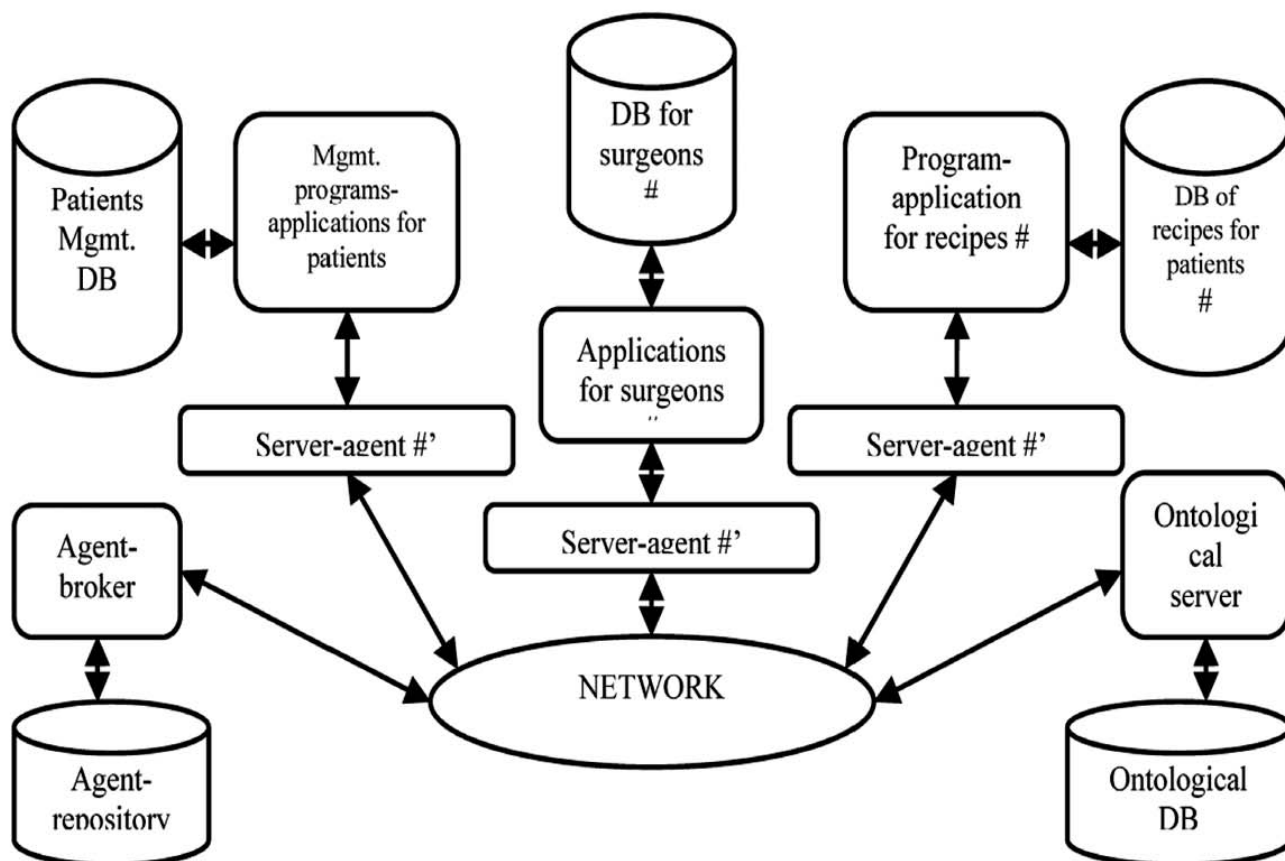 Patients
Mgmt.
DB
Mgmt.
programs-
applications for
patients
DB for
surgeons
#
Program-
application
for recipes #
DB of
recipes for
patients
#
Applications
for surgeons
Server-agent #’
Server-agent #’
Server-agent #’
Agent-
broker
Ontologi
cal
server
NETWORK
Agent-
repository
Ontological
DB